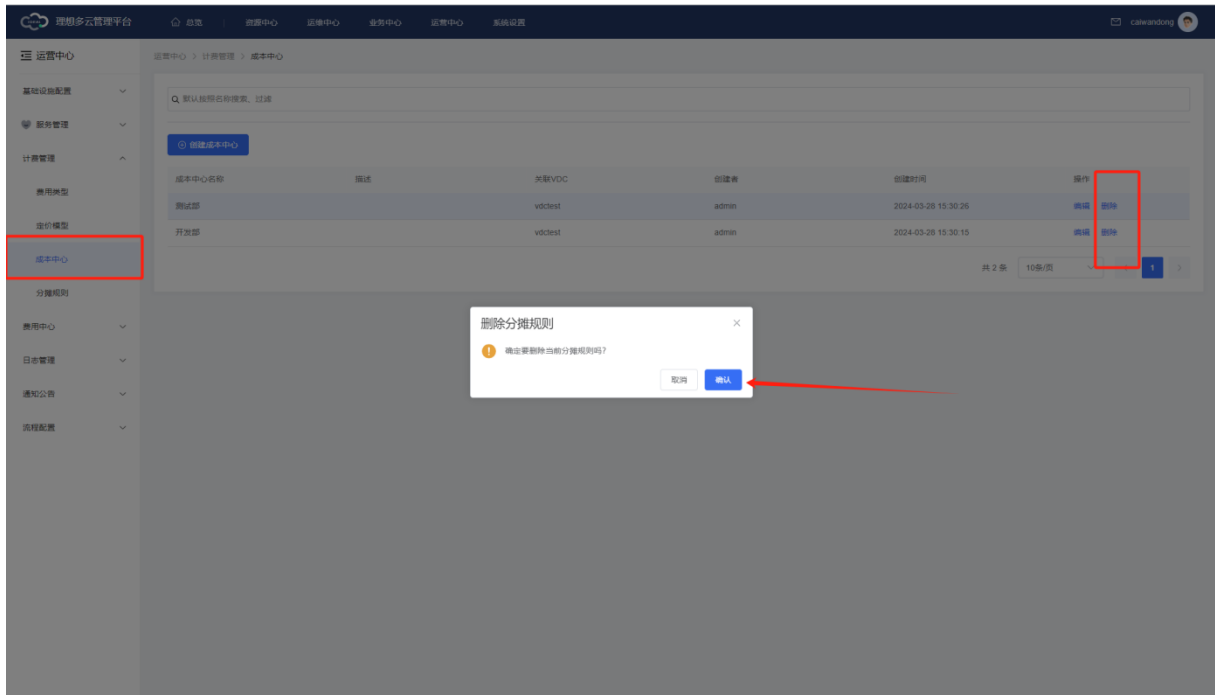 理想多云管理平台 总览 资源中心 运维中心 业务中心 运营中心 系统设置 caiwandong
运营中心
运营中心 > 计费管理 > 成本中心
基础设施配置
默认按照名称搜索、过滤
服务管理
创建成本中心
计费管理
成本中心名称 描述 关联VDC 创建者 创建时间 操作
费用类型
测试部 vdctest admin 2024-03-28 15:30:26 编辑 删除
定价模型
开发部 vdctest admin 2024-03-28 15:30:15 编辑 删除
成本中心
共 2 条 10条/页 1
分摊规则
费用中心
删除分摊规则
确定要删除当前分摊规则吗?
日志管理
取消 确认
通知公告
流程配置